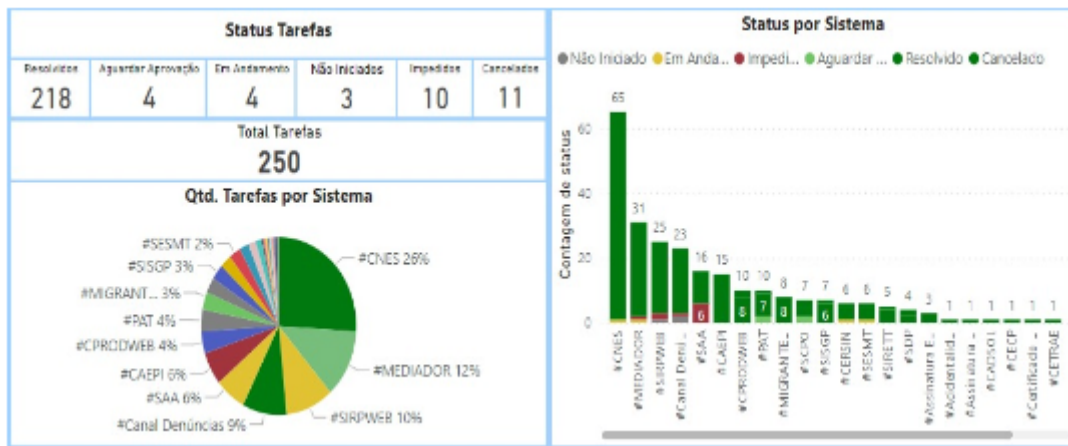 Status Tarefas
Resolvidos Aguardar Aprovação Em Andamento Não Iniciados Impedidos Cancelados
218 4 4 3 10 11
Total Tarefas
250
Qtd. Tarefas por Sistema
#SESMT 2%
#SISGP 3%
#MIGRANT... 3%
#PAT 4%
#CPRODWEB 4%
#CAEPI 6%
#SAA 6%
#Canal Denúncias 9%
#CNES 26%
#MEDIADOR 12%
#SIRPWEB 10%
Status por Sistema
Não Iniciado Em Anda... Impedi... Aguardar ... Resolvido Cancelado
Contagem de status
60
40
20
0
65 31 25 23 16 15 10 10 8 7 7 6 6 5 4 3 1 1 1 1 1 1
6 7 8 6
#CNES
#MEDIADOR
#SIRPWEB
#Canal Denú...
#SAA
#CAEPI
#CPRODWEB
#PAT
#MIGRANTE...
#SCPO
#SISGP
#CERSIN
#SESMT
#SIRETT
#SDP
#Assinatura E...
#Acidentalid...
#Assinatura ...
#CADSOL
#CECP
#Certificada ...
#CETRAE